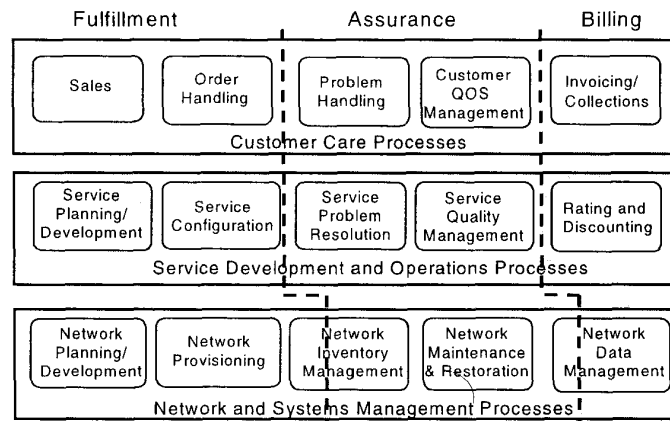 Fulfillment Assurance Billing
Sales
Order
Handling
Problem
Handling
Customer
QOS
Management
Invoicing/
Collections
Customer Care Processes
Service
Planning/
Development
Service
Configuration
Service
Problem
Resolution
Service
Quality
Management
Rating and
Discounting
Service Development and Operations Processes
Network
Planning/
Development
Network
Provisioning
Network
Inventory
Management
Network
Maintenance
& Restoration
Network
Data
Management
Network and Systems Management Processes